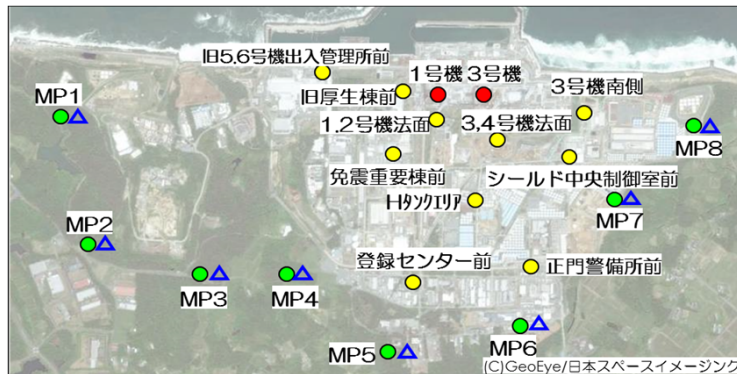 旧5.6号機出入管理所前
1号機
3号機
MP1
旧厚生棟前
3号機南側
1.2号機法面
3,4号機法面
MP8
免震重要棟前
シールド中央制御室前
Hタンクエリア
MP7
MP2
登録センター前
正門警備所前
MP3
MP4
MP6
MP5
(C)GeoEye/日本スペースイメージング